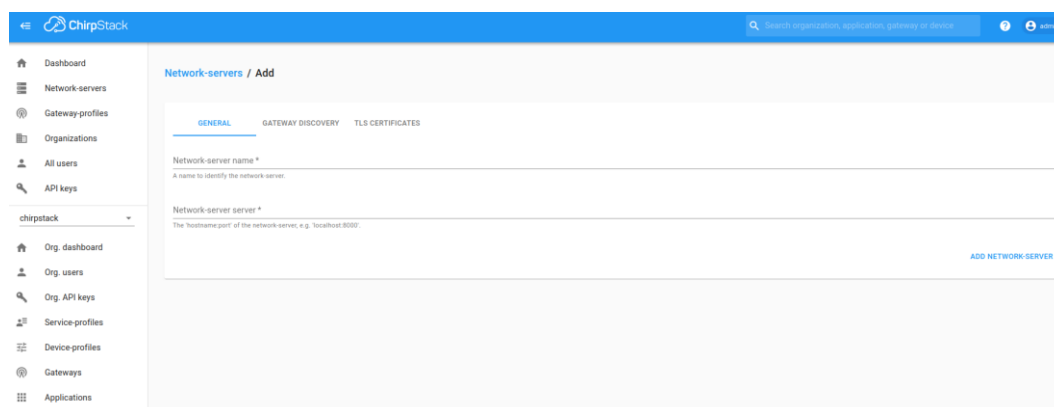 ChirpStack
Search organization, application, gateway or device
?
adm
Dashboard
Network-servers
Gateway-profiles
Organizations
All users
API keys
chirpstack
Org. dashboard
Org. users
Org. API keys
Service-profiles
Device-profiles
Gateways
Applications
Network-servers / Add
GENERAL GATEWAY DISCOVERY TLS CERTIFICATES
Network-server name *
A name to identify the network-server.
Network-server server *
The 'hostname:port' of the network-server, e.g. 'localhost:8000'.
ADD NETWORK-SERVER